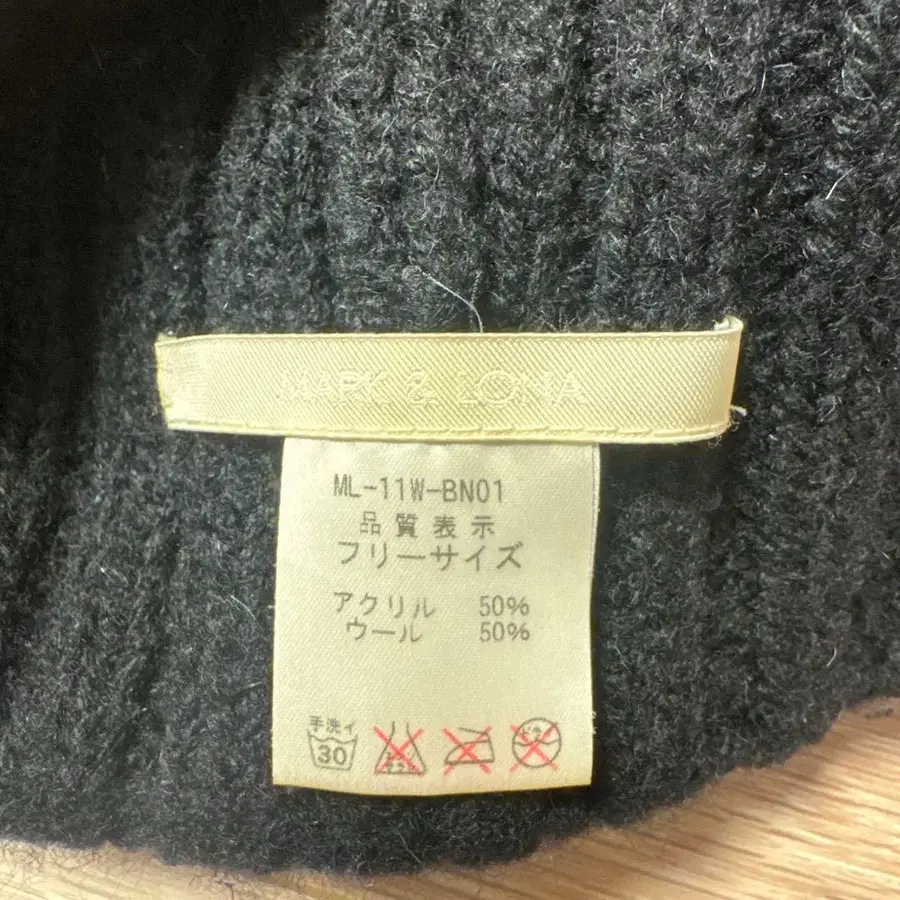 MARK & LONA
ML-11W-BN01
品質表示
フリーサイズ
アクリル 50%
ウール 50%
手洗イ
30